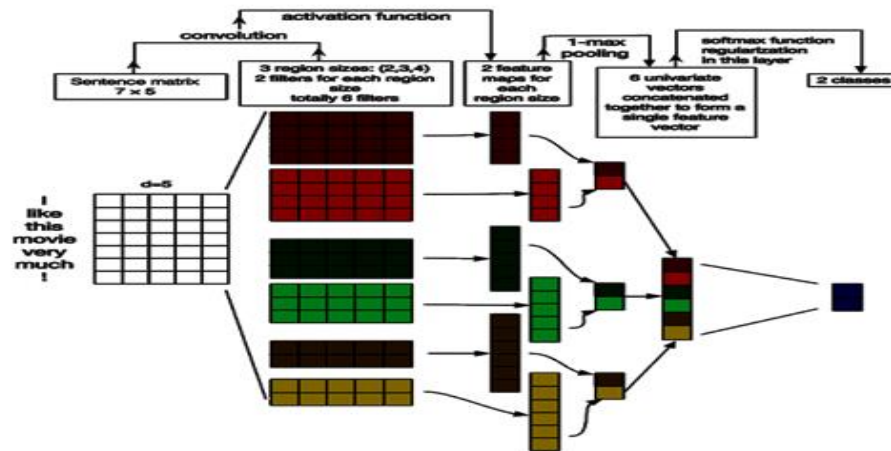 activation function
convolution
1-max
pooling
softmax function
regularization
in this layer
Sentence matrix
7 × 5
3 region sizes: (2,3,4)
2 filters for each region
size
totally 6 filters
2 feature
maps for
each
region size
6 univariate
vectors
concatenated
together to form a
single feature
vector
2 classes
d=5
I
like
this
movie
very
much
!